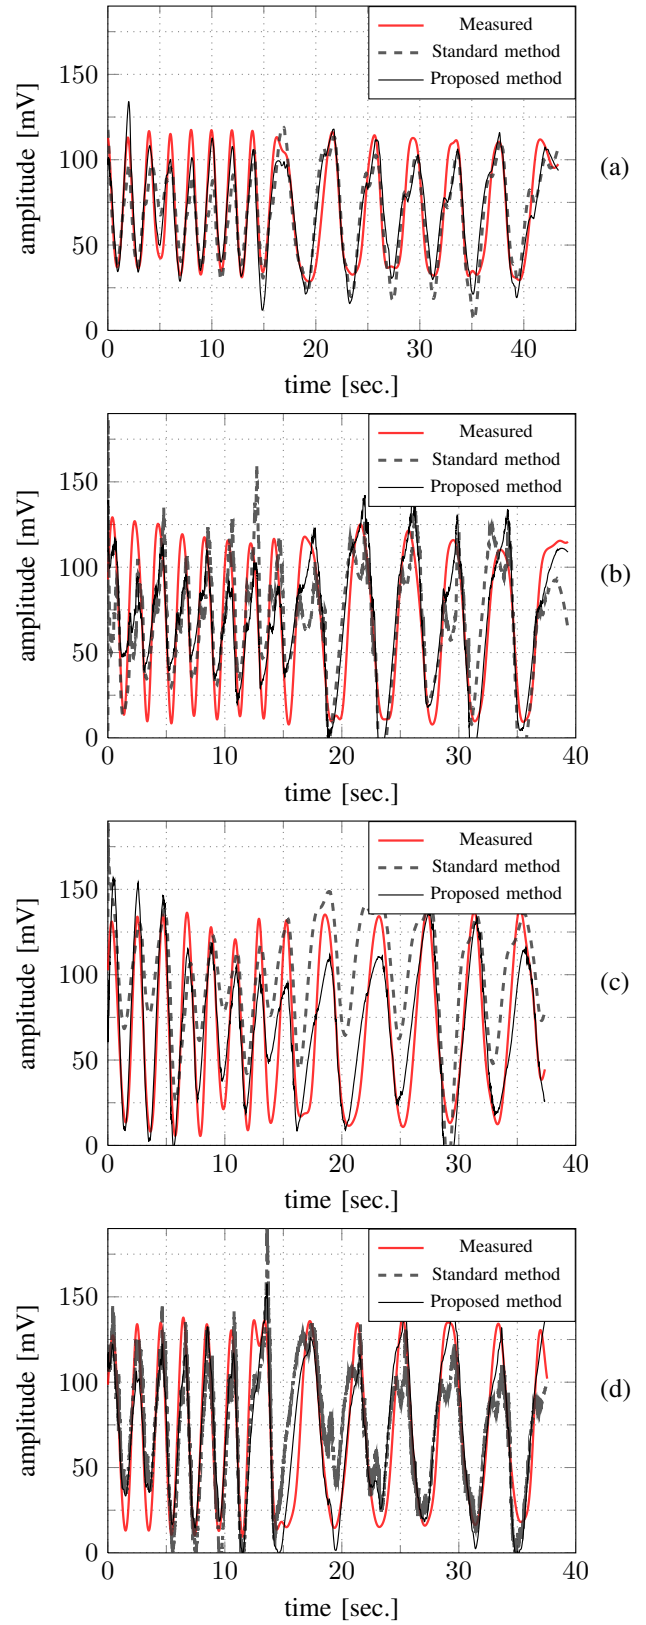 Measured
Standard method
Proposed method
150
100
50
0
0
10
20
30
40
amplitude [mV]
time [sec.]
(a)
Measured
Standard method
Proposed method
150
100
50
0
0
10
20
30
40
amplitude [mV]
time [sec.]
(b)
Measured
Standard method
Proposed method
150
100
50
0
0
10
20
30
40
amplitude [mV]
time [sec.]
(c)
Measured
Standard method
Proposed method
150
100
50
0
0
10
20
30
40
amplitude [mV]
time [sec.]
(d)